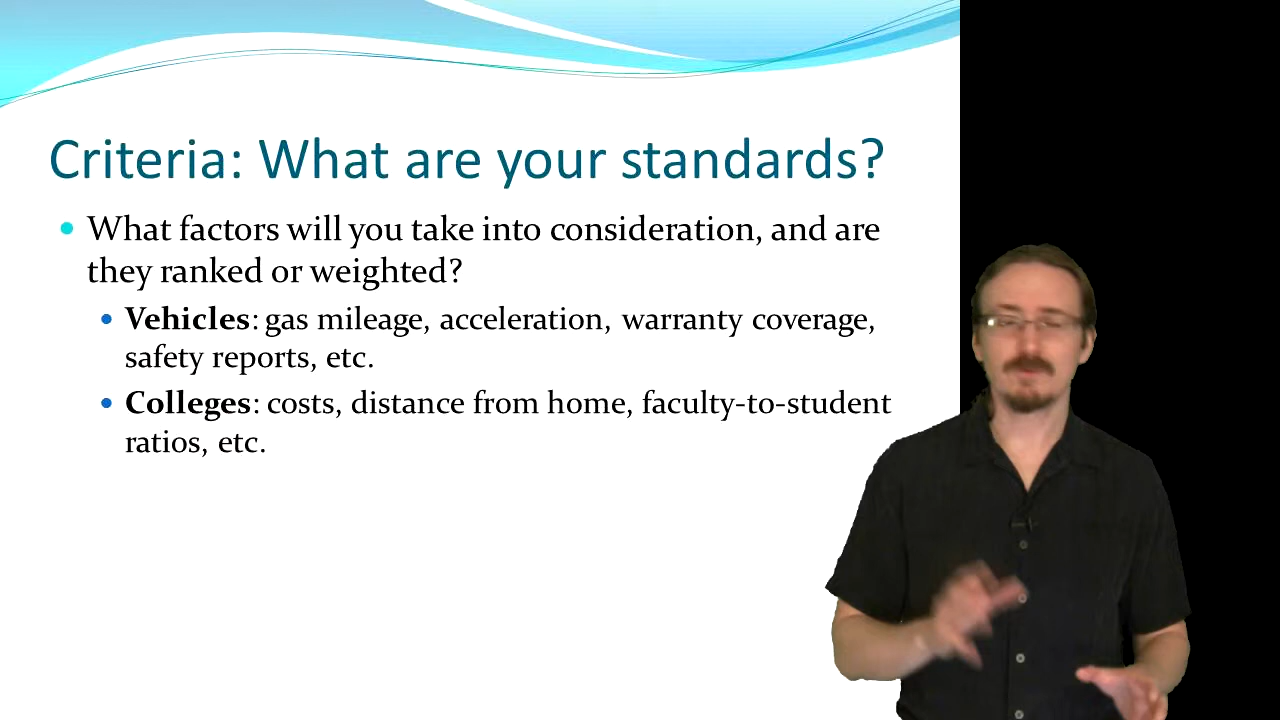 Criteria: What are your standards?
What factors will you take into consideration, and are
they ranked or weighted?
Vehicles: gas mileage, acceleration, warranty coverage,
safety reports, etc.
Colleges: costs, distance from home, faculty-to-student
ratios, etc.